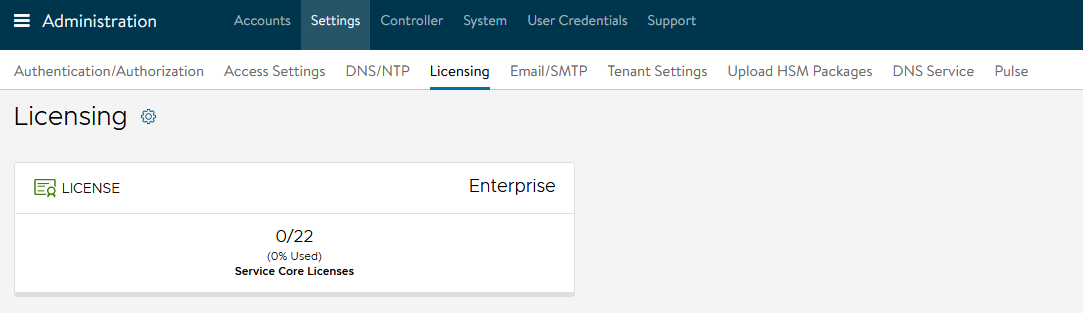 Administration Accounts Settings Controller System User Credentials Support
Authentication/Authorization Access Settings DNS/NTP Licensing Email/SMTP Tenant Settings Upload HSM Packages DNS Service Pulse
Licensing
LICENSE Enterprise
0/22
(0% Used)
Service Core Licenses